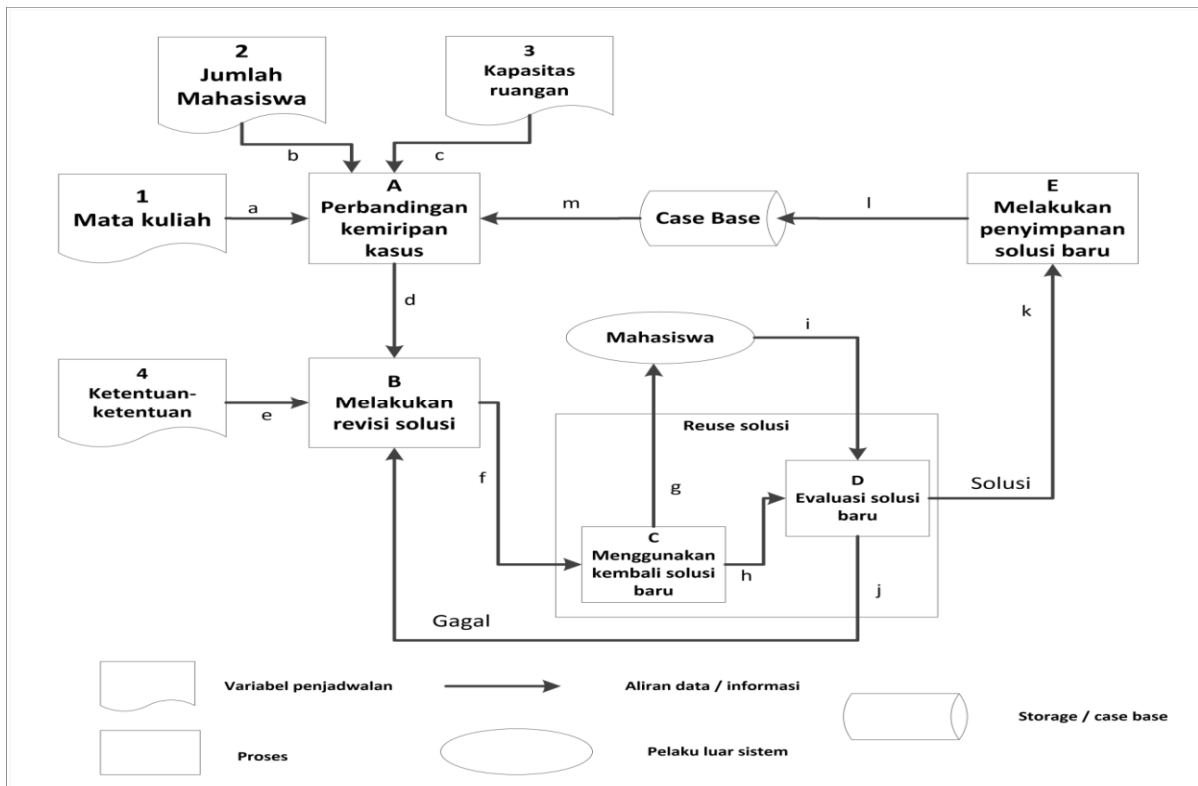 2
Jumlah
Mahasiswa
3
Kapasitas
ruangan
b
c
1
Mata kuliah
a
A
Perbandingan
kemiripan
kasus
m
Case Base
l
E
Melakukan
penyimpanan
solusi baru
d
k
Mahasiswa
i
4
Ketentuan-
ketentuan
e
B
Melakukan
revisi solusi
Reuse solusi
f
g
D
Evaluasi solusi
baru
Solusi
C
Menggunakan
kembali solusi
baru
h
j
Gagal
Variabel penjadwalan
Aliran data / informasi
Storage / case base
Proses
Pelaku luar sistem